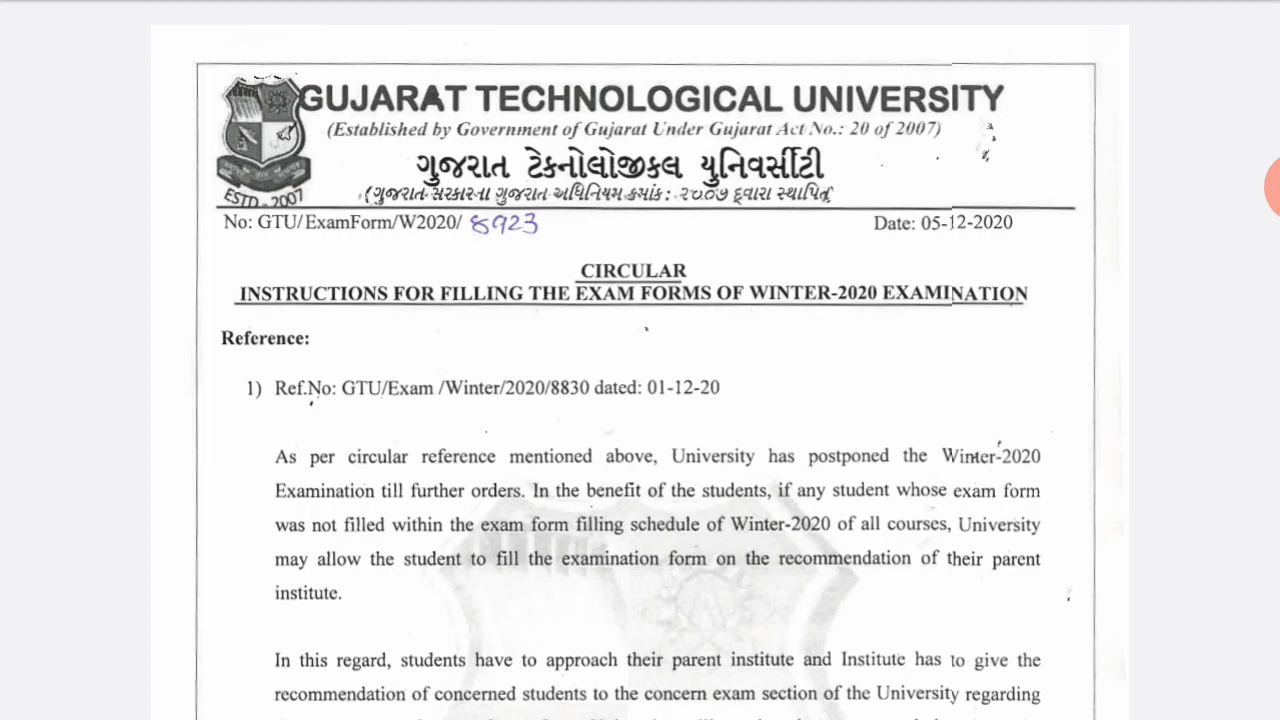 GUJARAT TECHNOLOGICAL UNIVERSITY
(Established by Government of Gujarat Under Gujarat Act No.: 20 of 2007)
ગુજરાત ટેકનોલોજીકલ યુનિવર્સીટી
(ગુજરાત સરકારના ગુજરાત અધિનિયમ ક્રમાંક : ૨૦૦૭ દ્વારા સ્થાપિત)
ESTD - 2007
No: GTU/ExamForm/W2020/ 8923
Date: 05-12-2020
CIRCULAR
INSTRUCTIONS FOR FILLING THE EXAM FORMS OF WINTER-2020 EXAMINATION
Reference:
1) Ref.No: GTU/Exam /Winter/2020/8830 dated: 01-12-20
As per circular reference mentioned above, University has postponed the Winter-2020
Examination till further orders. In the benefit of the students, if any student whose exam form
was not filled within the exam form filling schedule of Winter-2020 of all courses, University
may allow the student to fill the examination form on the recommendation of their parent
institute.
In this regard, students have to approach their parent institute and Institute has to give the
recommendation of concerned students to the concern exam section of the University regarding